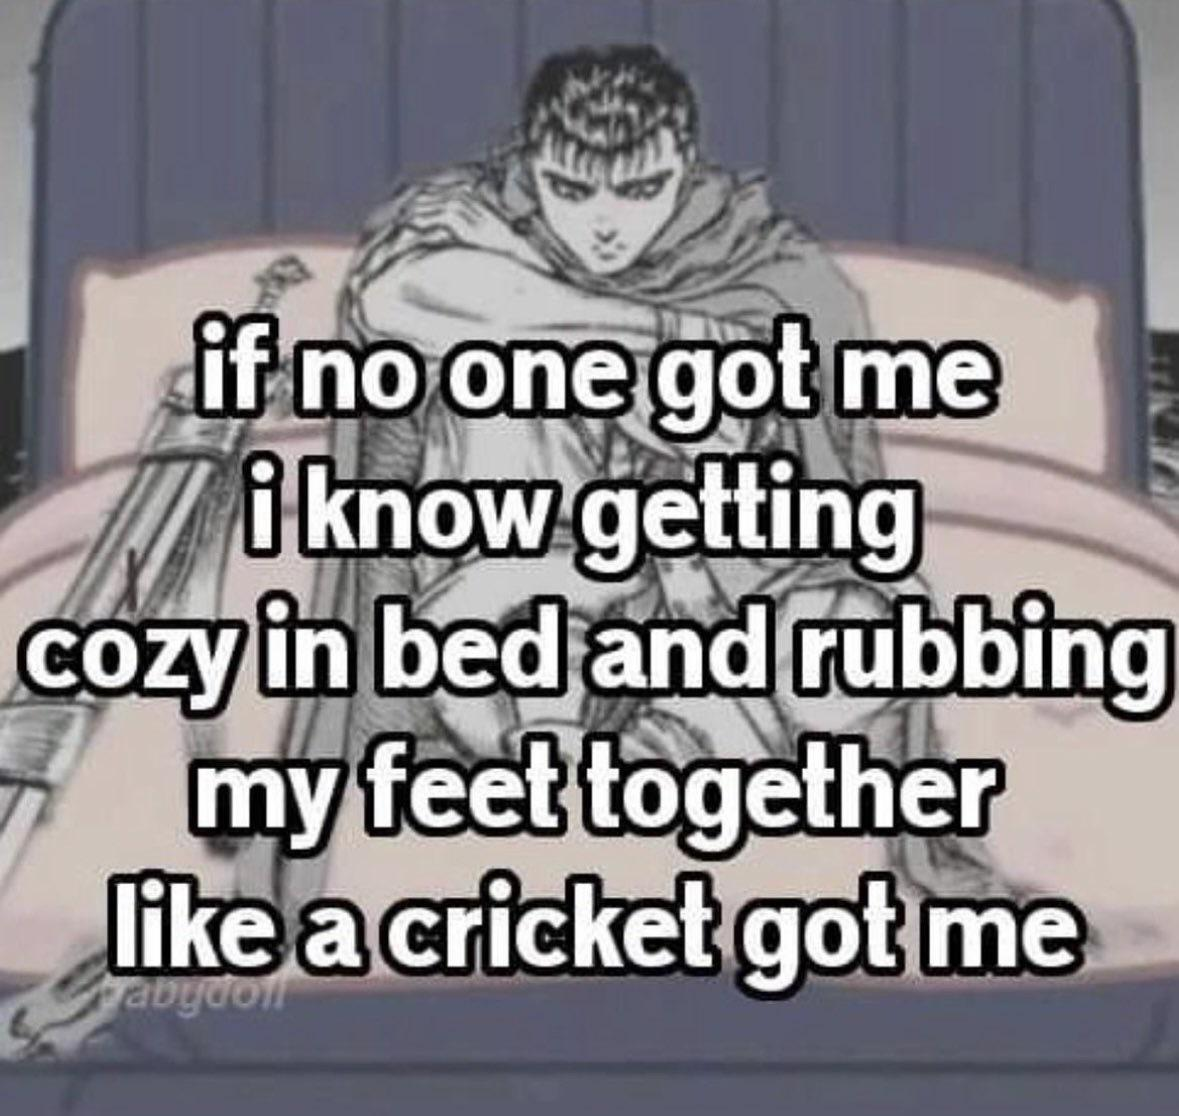 if no one got me
i know getting
cozy in bed and rubbing
my feet together
like a cricket got me
babydoll